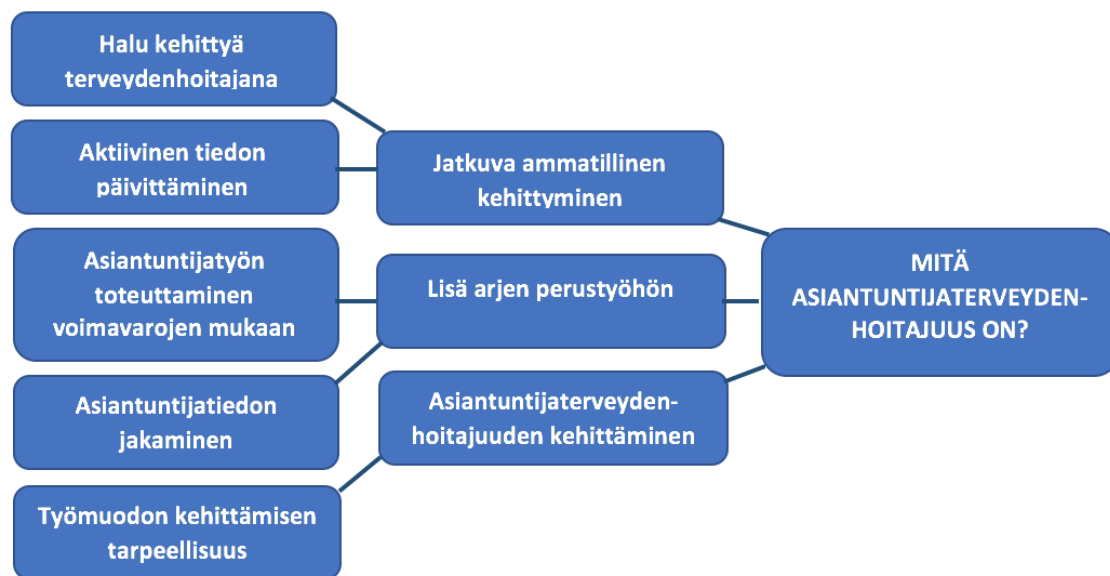 Halu kehittyä
terveydenhoitajana
Aktiivinen tiedon
päivittäminen
Asiantuntijatyön
toteuttaminen
voimavarojen mukaan
Asiantuntijatiedon
jakaminen
Työmuodon kehittämisen
tarpeellisuus
Jatkuva ammatillinen
kehittyminen
Lisä arjen perustyöhön
Asiantuntijaterveyden-
hoitajuuden kehittäminen
MITÄ
ASIANTUNTIJATERVEYDEN-
HOITAJUUS ON?